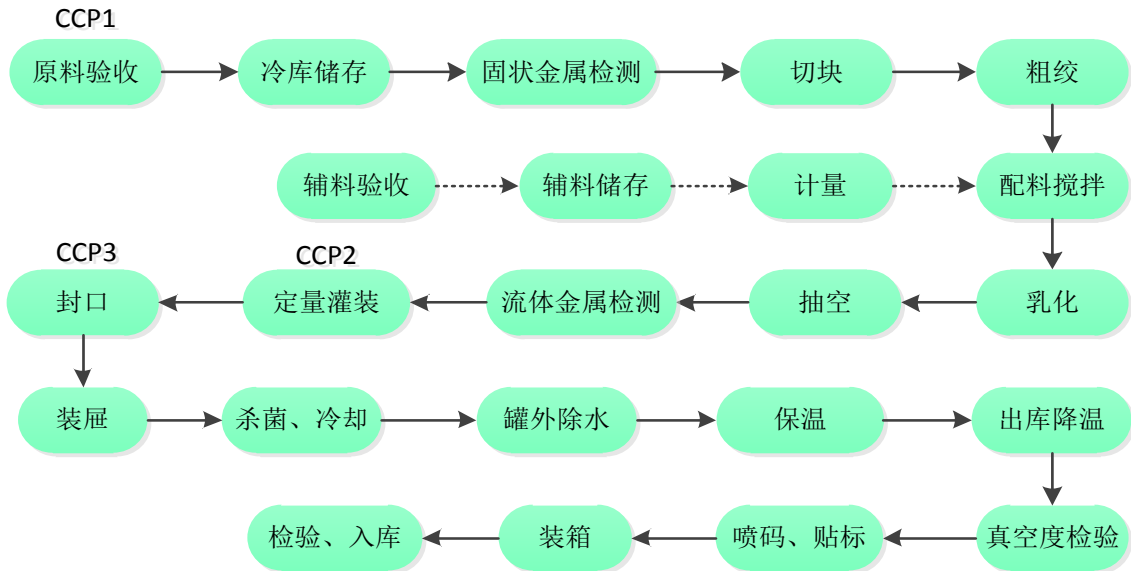 CCP1
原料验收 冷库储存 固状金属检测 切块 粗绞
辅料验收 辅料储存 计量 配料搅拌
CCP3 CCP2
封口 定量灌装 流体金属检测 抽空 乳化
装屉 杀菌、冷却 罐外除水 保温 出库降温
检验、入库 装箱 喷码、贴标 真空度检验